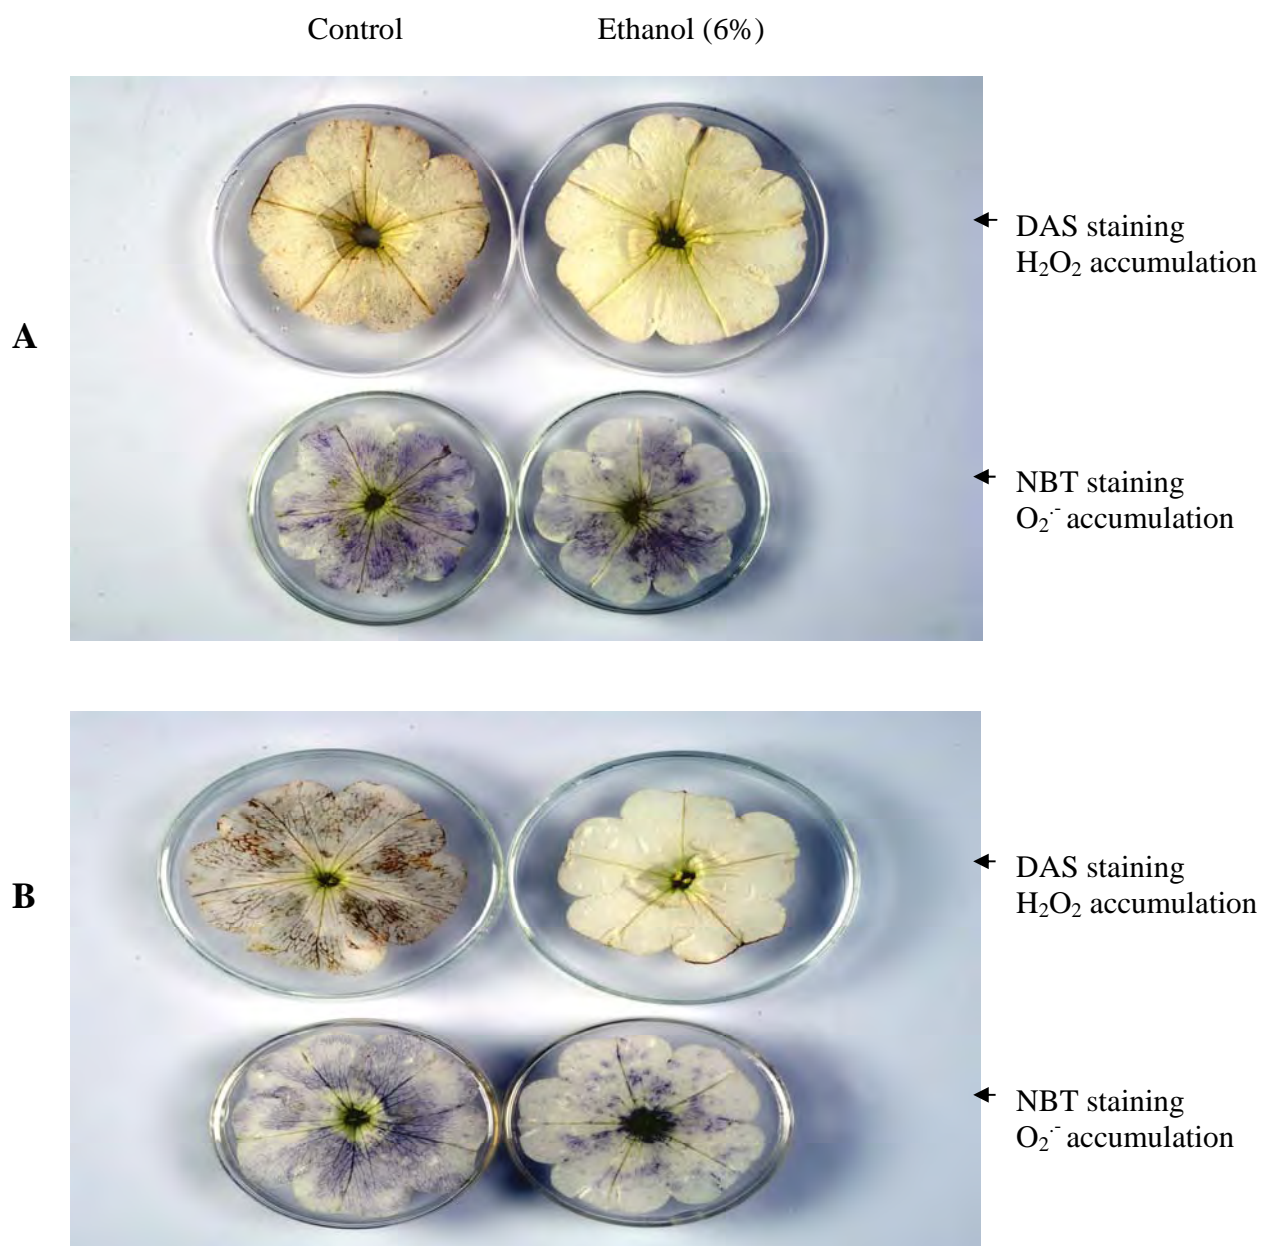 Control
Ethanol (6%)
A
DAS staining
H₂O₂ accumulation
NBT staining
O₂·⁻ accumulation
B
DAS staining
H₂O₂ accumulation
NBT staining
O₂·⁻ accumulation